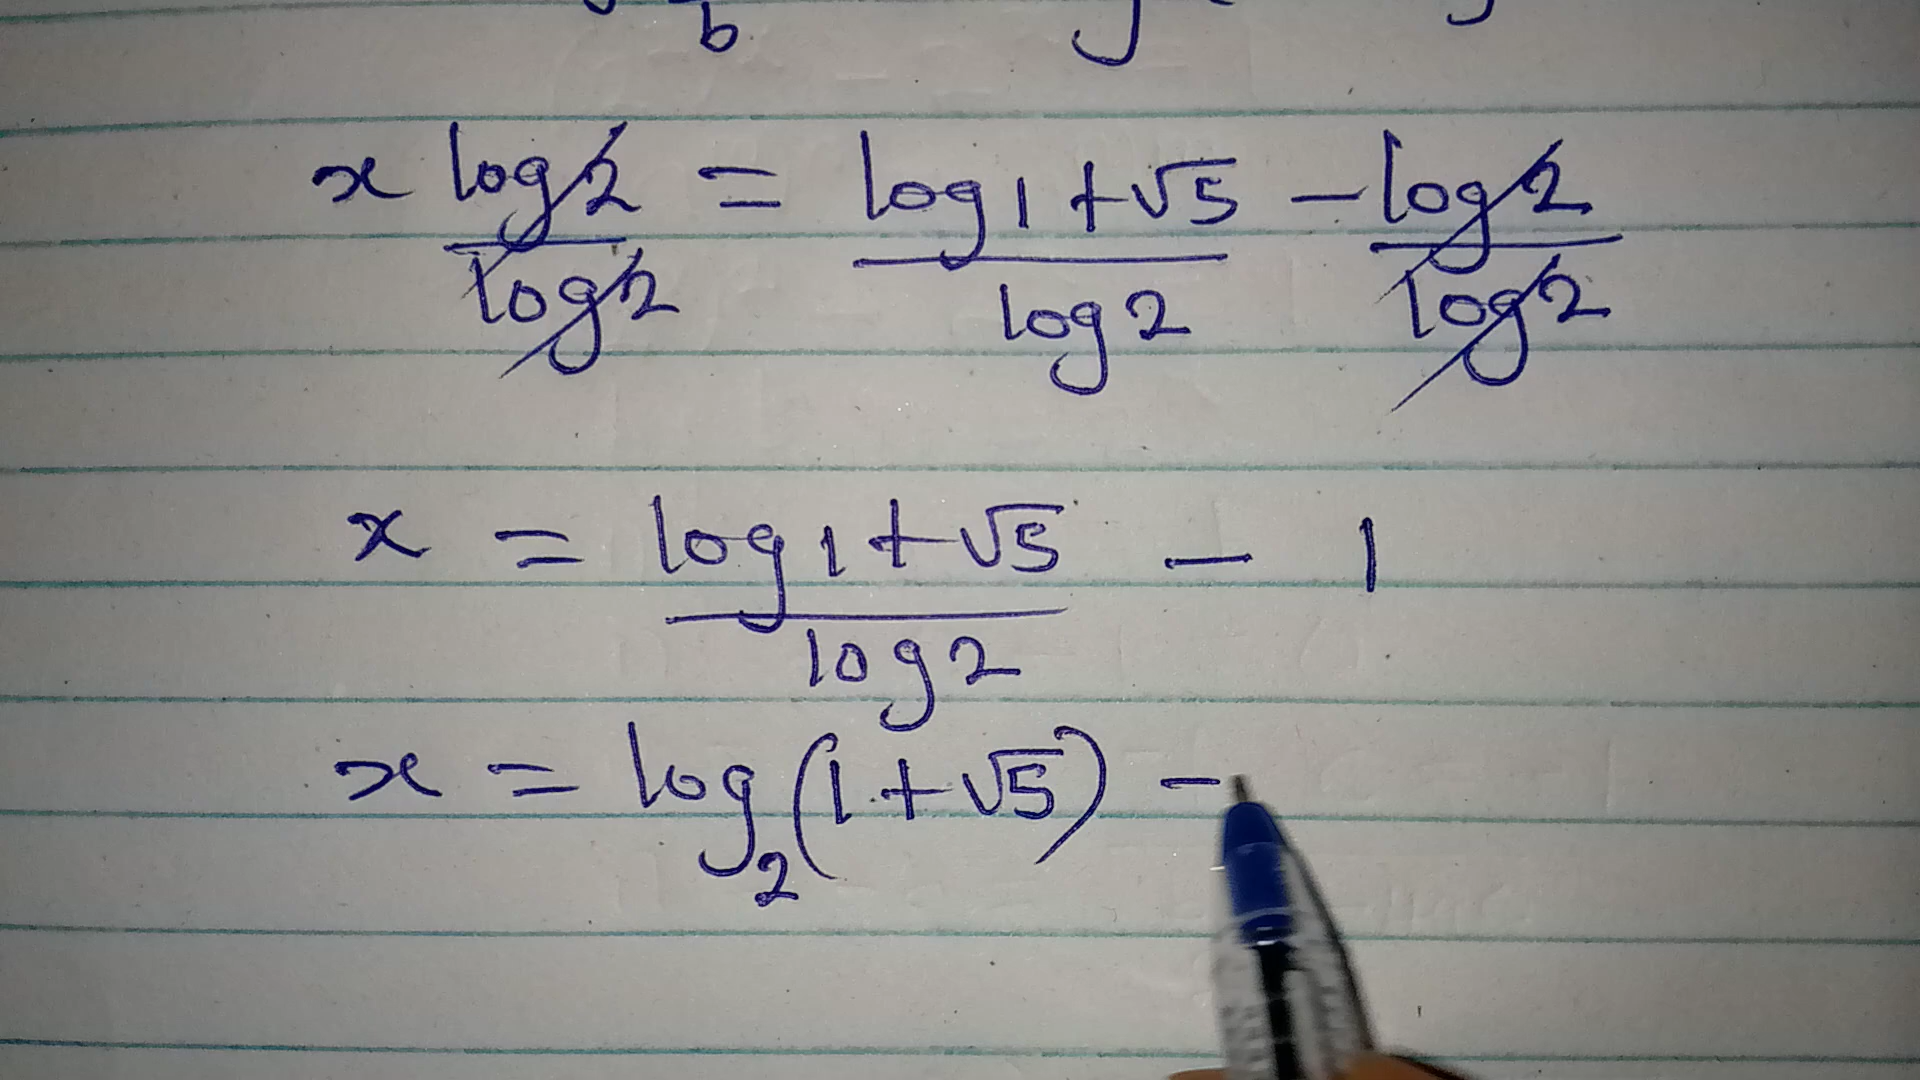 b
x log2/log2 = log1+√5/log2 - log2/log2
x = log1+√5/log2 - 1
x = log₂(1+√5) -